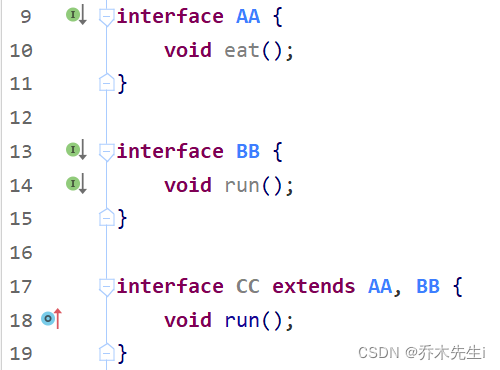 9 interface AA {
10     void eat();
11 }
12
13 interface BB {
14     void run();
15 }
16
17 interface CC extends AA, BB {
18     void run();
19 }
CSDN @乔木先生i